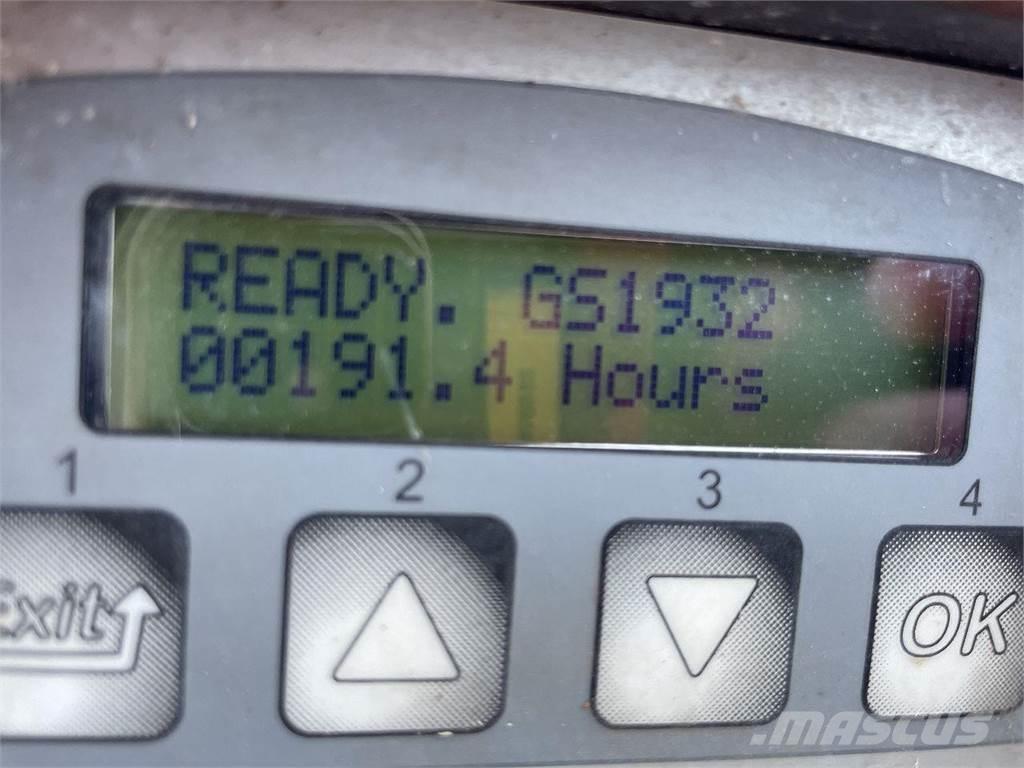 READY. GS1932
00191.4 Hours
1 2 3 4
Exit OK
MASCUS